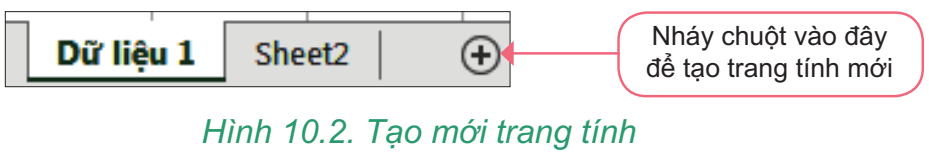 Dữ liệu 1 Sheet2
Nháy chuột vào đây
để tạo trang tính mới
Hình 10.2. Tạo mới trang tính